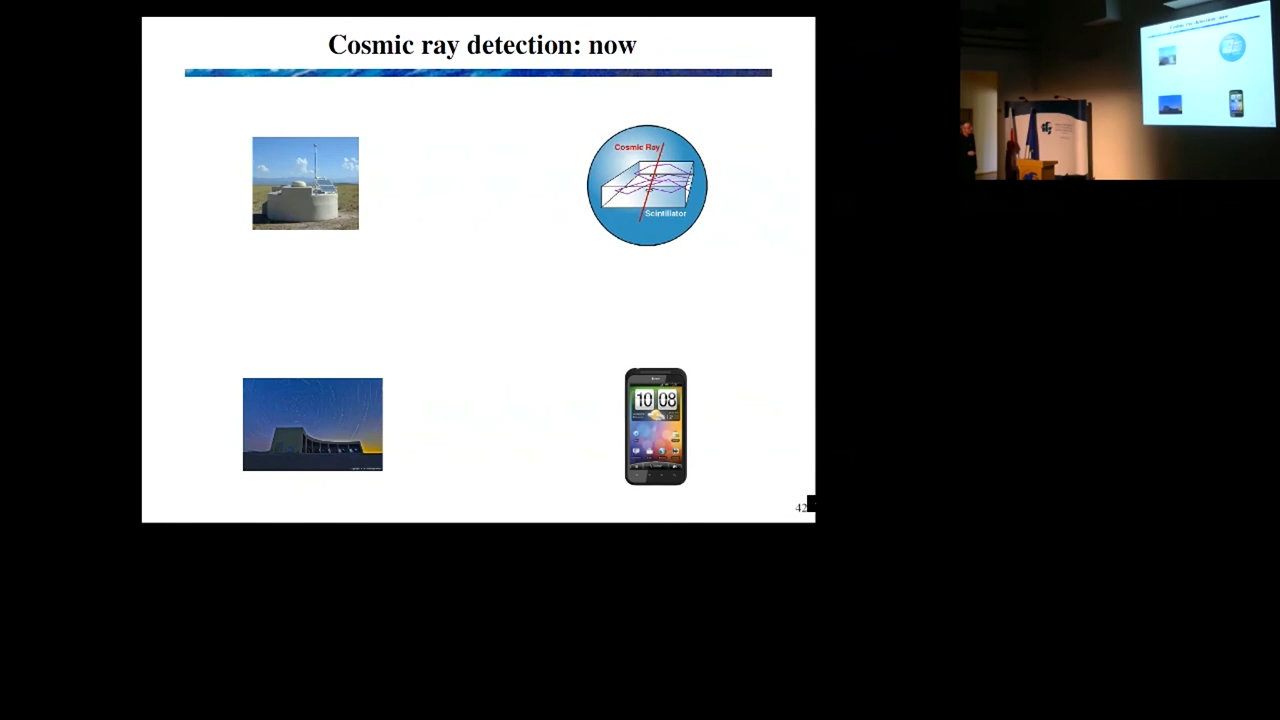 Cosmic ray detection: now
Cosmic Ray
Scintillator
10 08
42